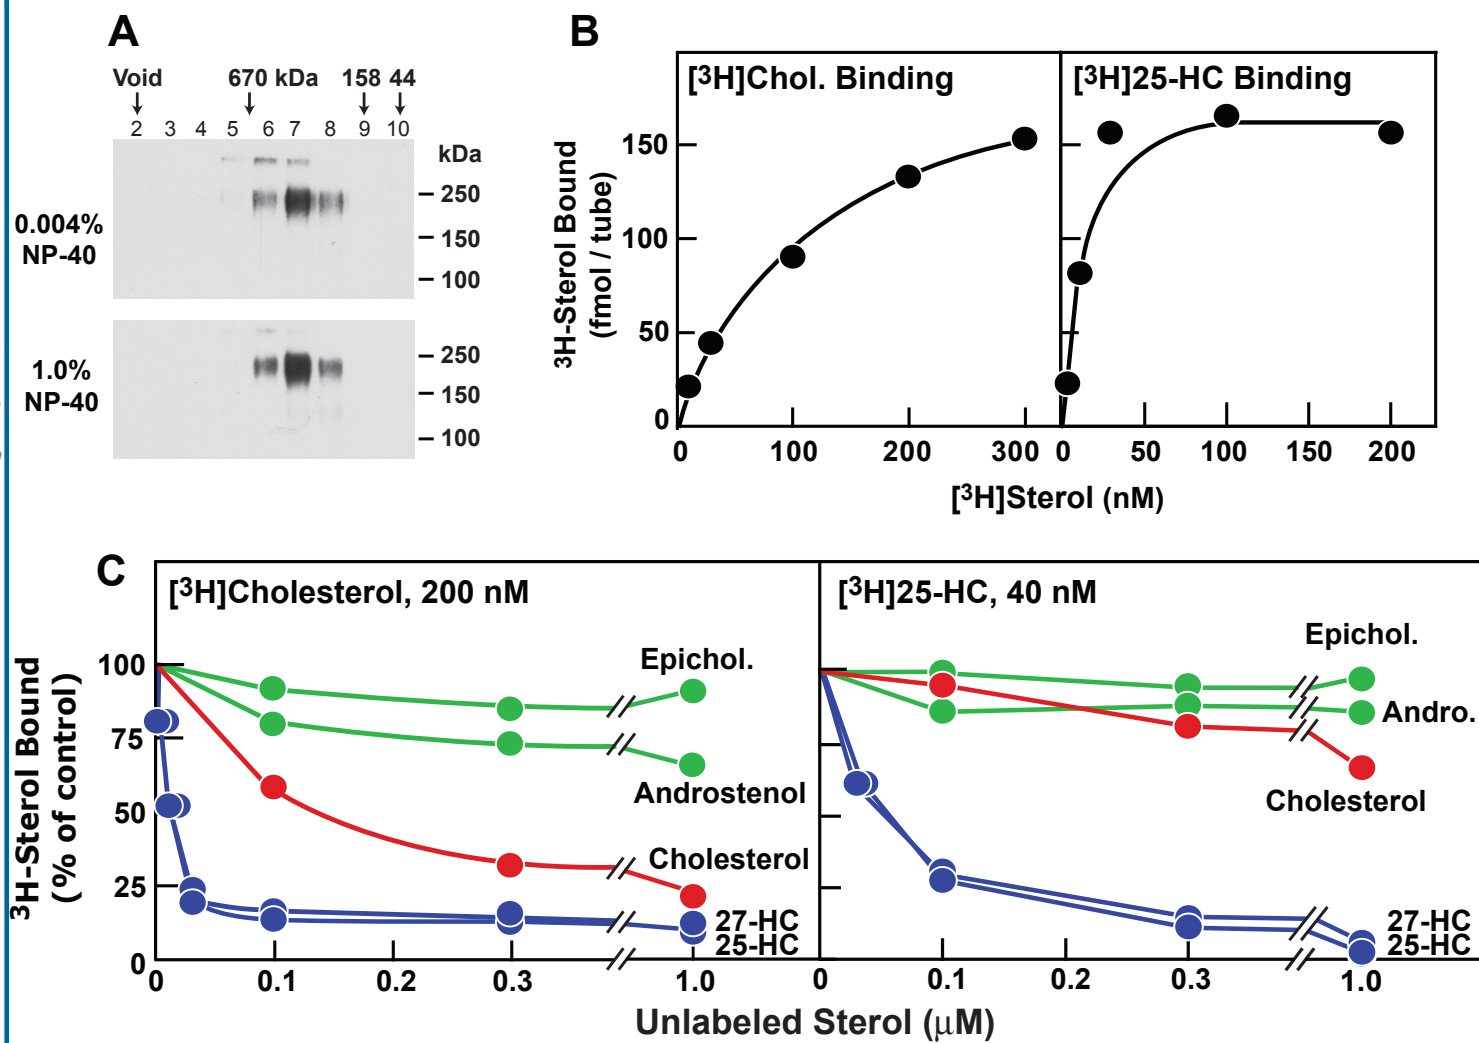 A
Void 670 kDa 158 44
2 3 4 5 6 7 8 9 10
kDa
250
150
100
0.004%
NP-40
250
150
100
1.0%
NP-40
B
[³H]Chol. Binding
[³H]25-HC Binding
³H-Sterol Bound
(fmol / tube)
150
100
50
0
0 100 200 300 0 50 100 150 200
[³H]Sterol (nM)
C
[³H]Cholesterol, 200 nM
[³H]25-HC, 40 nM
³H-Sterol Bound
(% of control)
100
75
50
25
0
Epichol.
Androstenol
Cholesterol
27-HC
25-HC
Epichol.
Andro.
Cholesterol
27-HC
25-HC
0 0.1 0.2 0.3 1.0 0 0.1 0.2 0.3 1.0
Unlabeled Sterol (μM)